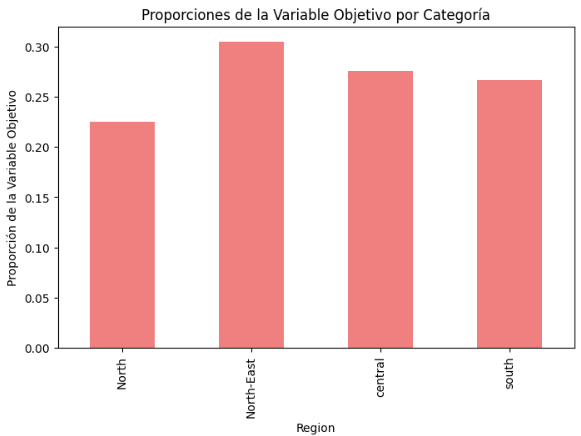 Proporciones de la Variable Objetivo por Categoría
Proporción de la Variable Objetivo
0.30
0.25
0.20
0.15
0.10
0.05
0.00
North
North-East
central
south
Region